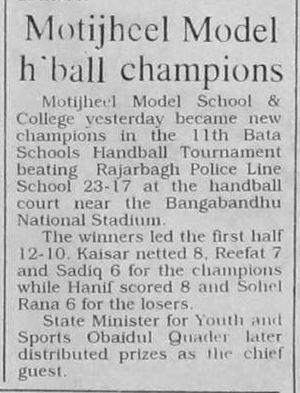 Motijheel Model
h'ball champions
Motijheel Model School &
College yesterday became new
champions in the 11th Bata
Schools Handball Tournament
beating Rajarbagh Police Line
School 23-17 at the handball
court near the Bangabandhu
National Stadium.
The winners led the first half
12-10. Kaisar netted 8, Reefat 7
and Sadiq 6 for the champions
while Hanif scored 8 and Sohel
Rana 6 for the losers.
State Minister for Youth and
Sports Obaidul Quader later
distributed prizes as the chief
guest.